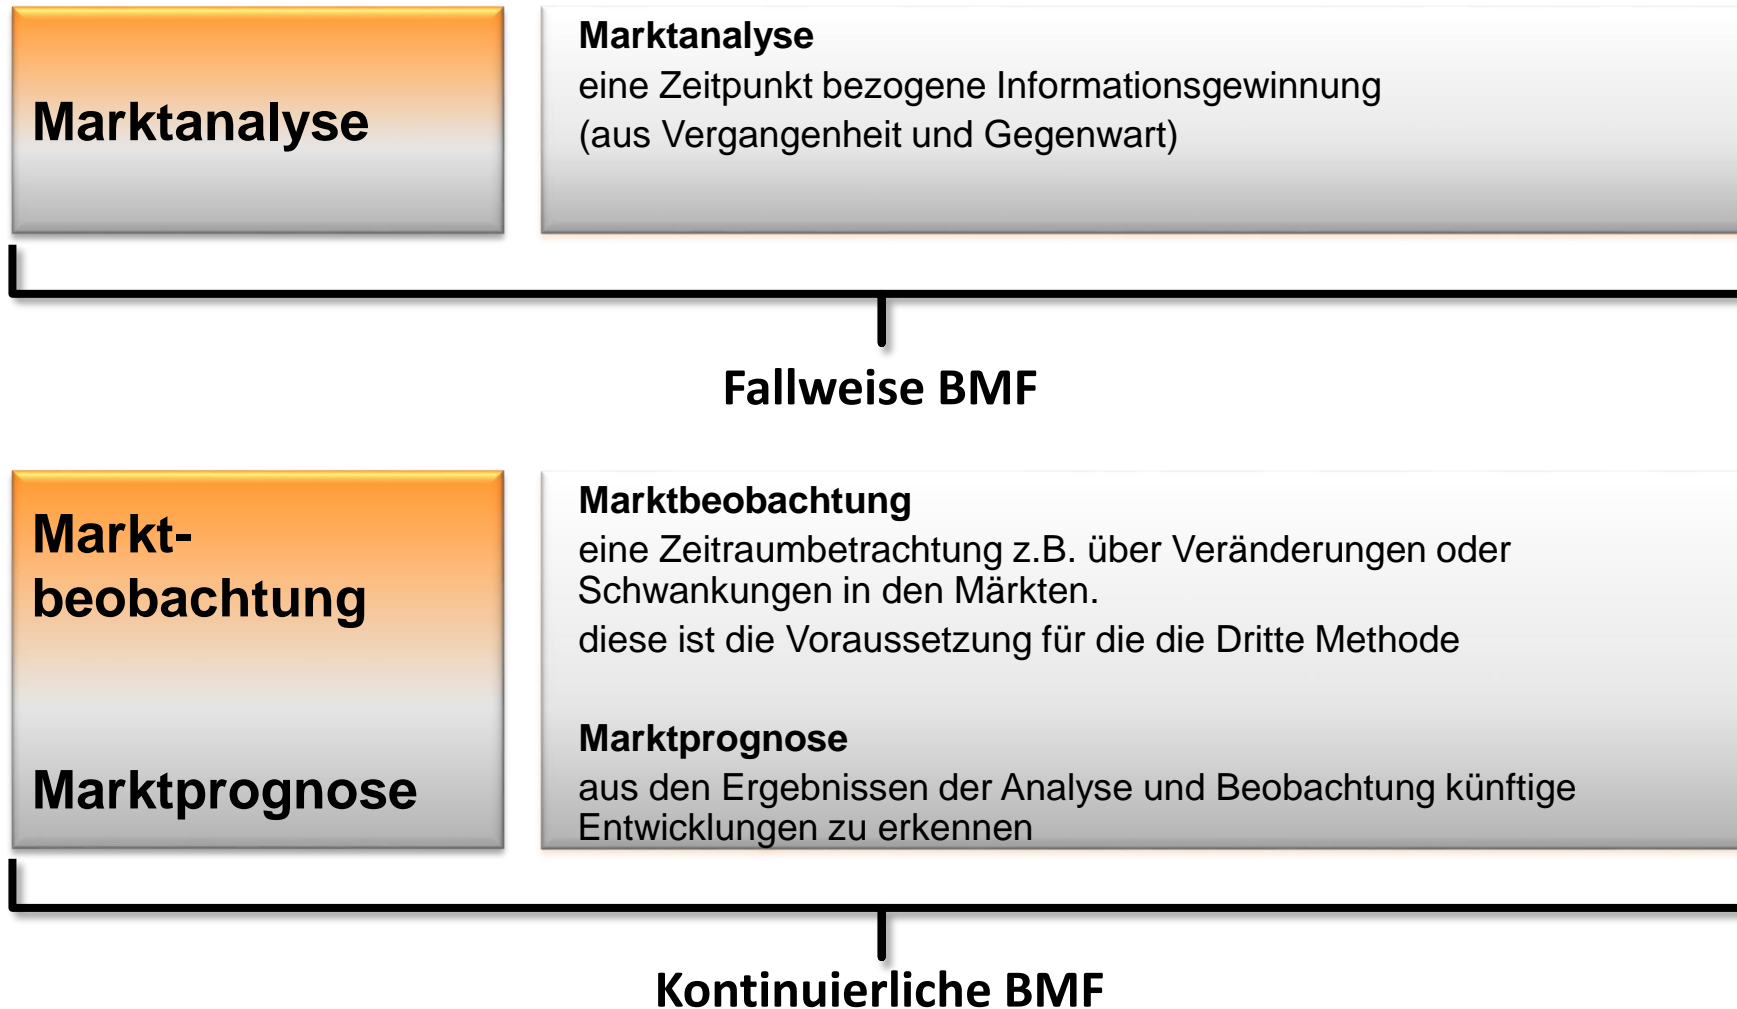 Marktanalyse
Marktanalyse
eine Zeitpunkt bezogene Informationsgewinnung
(aus Vergangenheit und Gegenwart)
Fallweise BMF
Markt-
beobachtung
Marktprognose
Marktbeobachtung
eine Zeitraumbetrachtung z.B. über Veränderungen oder
Schwankungen in den Märkten.
diese ist die Voraussetzung für die die Dritte Methode
Marktprognose
aus den Ergebnissen der Analyse und Beobachtung künftige
Entwicklungen zu erkennen
Kontinuierliche BMF